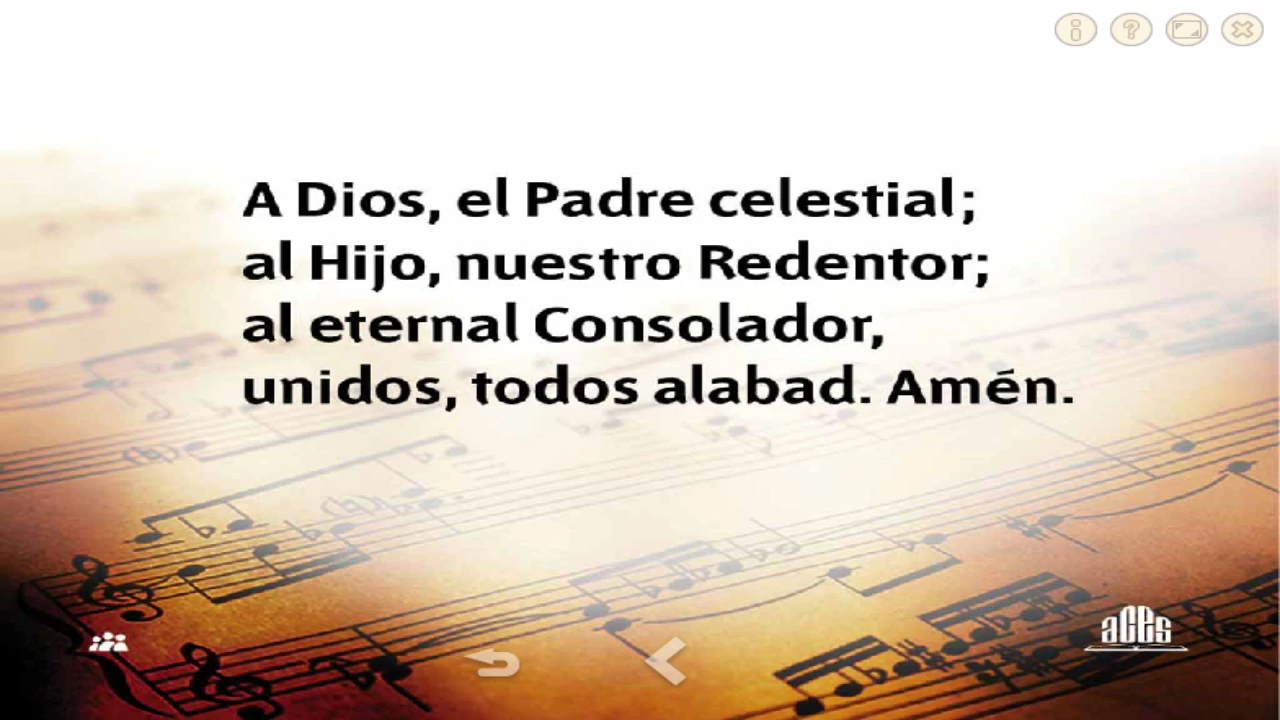 A Dios, el Padre celestial;
al Hijo, nuestro Redentor;
al eternal Consolador,
unidos, todos alabad. Amén.
aces